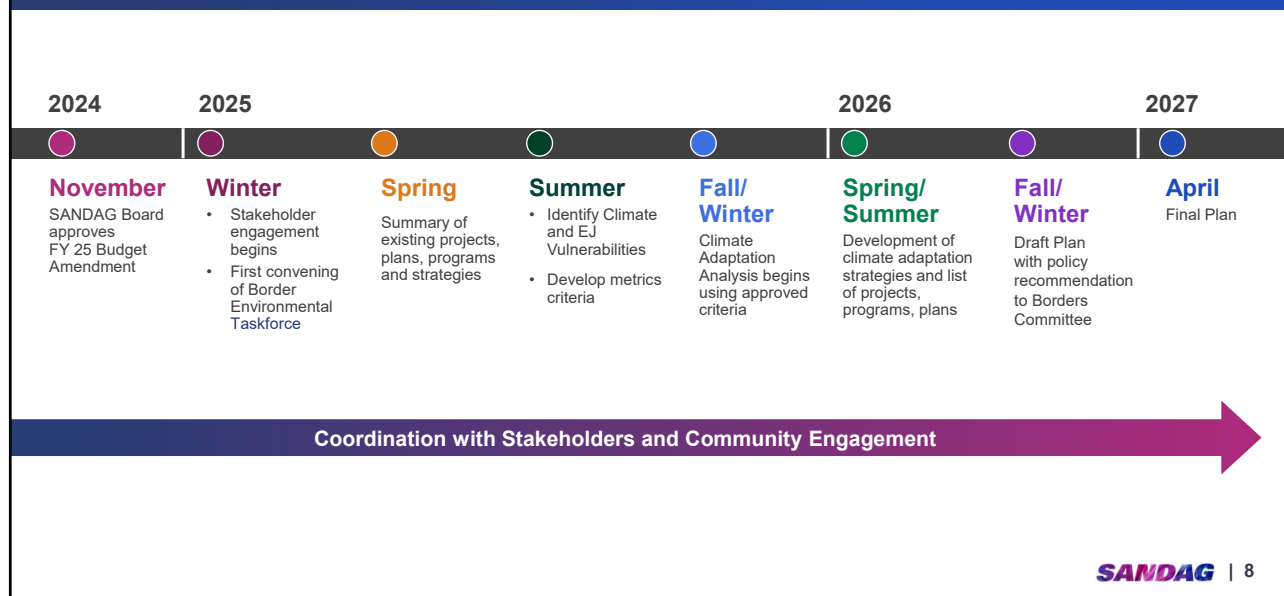 2024
2025
2026
2027
November
SANDAG Board
approves
FY 25 Budget
Amendment
Winter
• Stakeholder
engagement
begins
• First convening
of Border
Environmental
Taskforce
Spring
Summary of
existing projects,
plans, programs
and strategies
Summer
• Identify Climate
and EJ
Vulnerabilities
• Develop metrics
criteria
Fall/
Winter
Climate
Adaptation
Analysis begins
using approved
criteria
Spring/
Summer
Development of
climate adaptation
strategies and list
of projects,
programs, plans
Fall/
Winter
Draft Plan
with policy
recommendation
to Borders
Committee
April
Final Plan
Coordination with Stakeholders and Community Engagement
SANDAG | 8